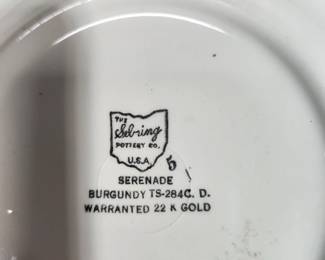 THE
Sebring
POTTERY CO.
U.S.A.
5
SERENADE
BURGUNDY TS-284C. D.
WARRANTED 22 K GOLD